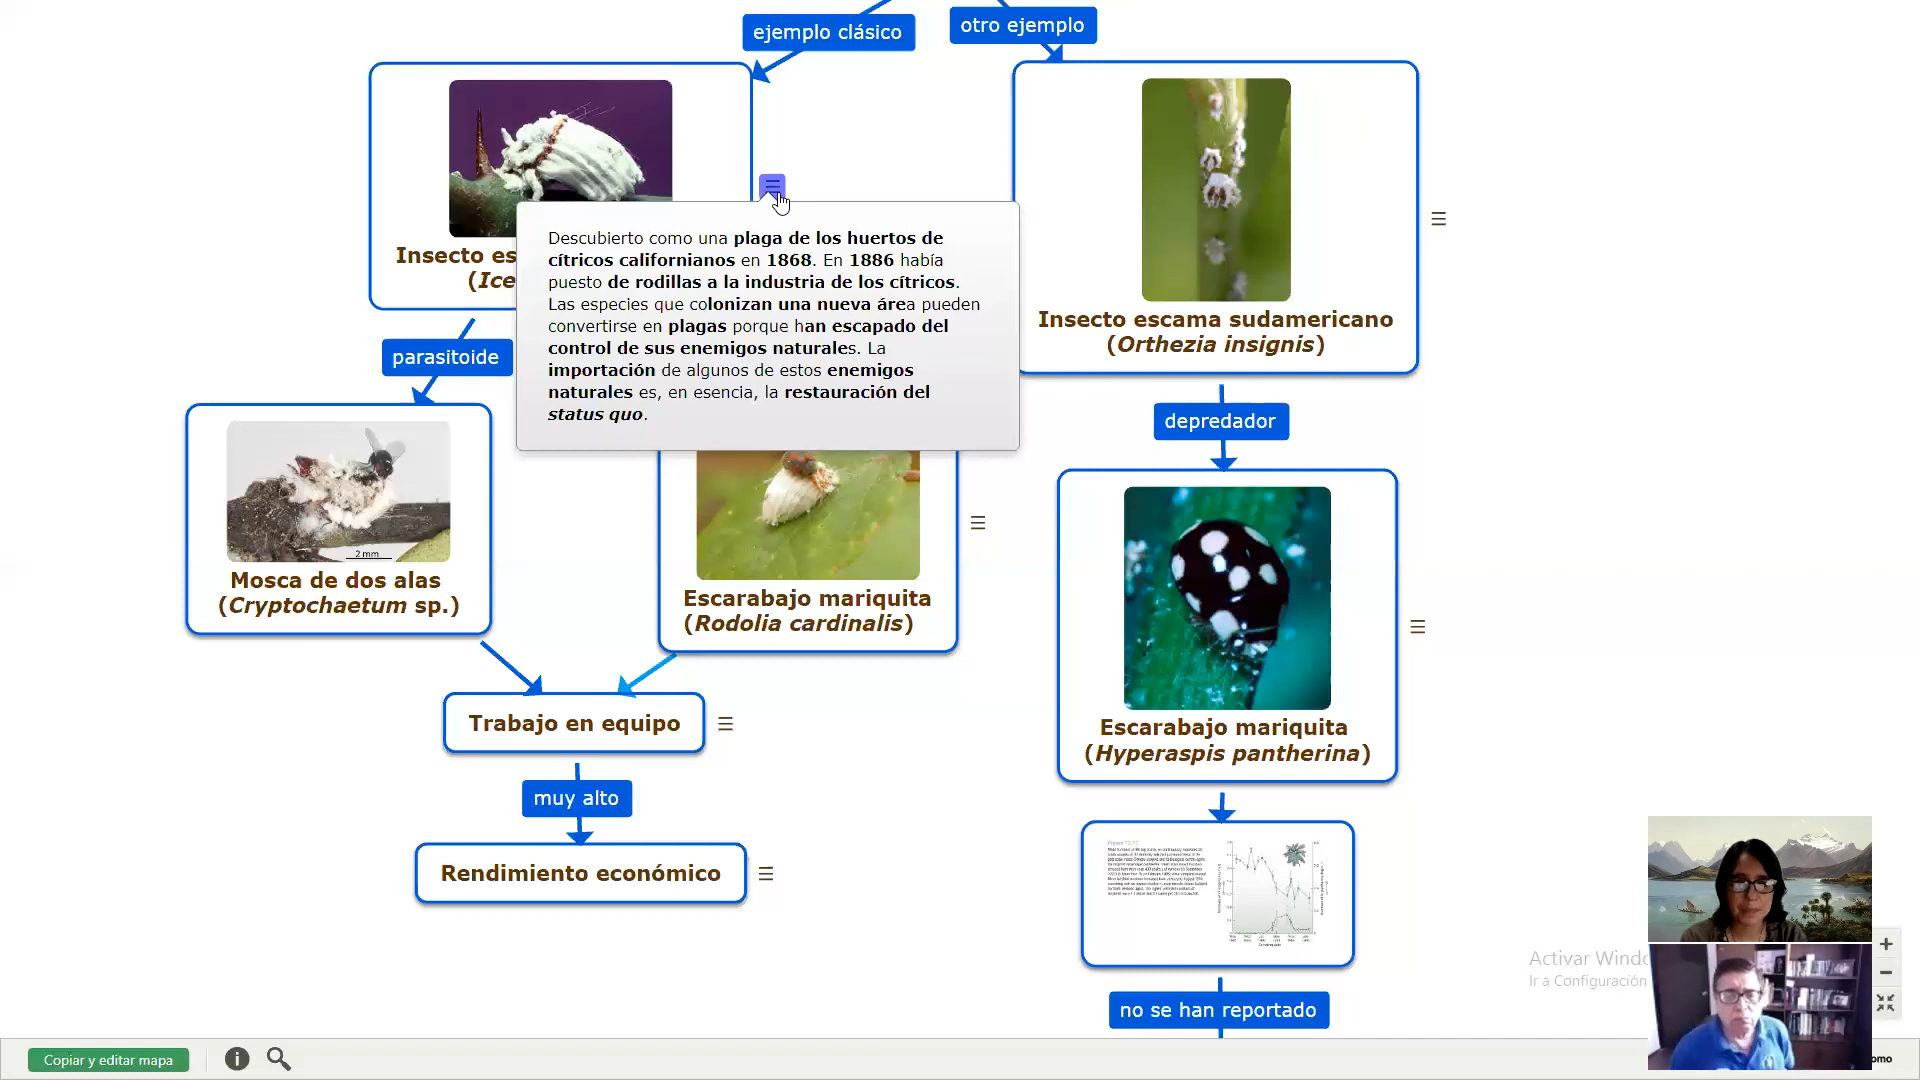 ejemplo clásico
otro ejemplo
Insecto es
(Ice
Descubierto como una plaga de los huertos de
cítricos californianos en 1868. En 1886 había
puesto de rodillas a la industria de los cítricos.
Las especies que colonizan una nueva área pueden
convertirse en plagas porque han escapado del
control de sus enemigos naturales. La
importación de algunos de estos enemigos
naturales es, en esencia, la restauración del
status quo.
Insecto escama sudamericano
(Orthezia insignis)
parasitoide
depredador
2 mm
Mosca de dos alas
(Cryptochaetum sp.)
Escarabajo mariquita
(Rodolia cardinalis)
Trabajo en equipo
Escarabajo mariquita
(Hyperaspis pantherina)
muy alto
Rendimiento económico
no se han reportado
Activar Windo
Ir a Configuración
Copiar y editar mapa
omo